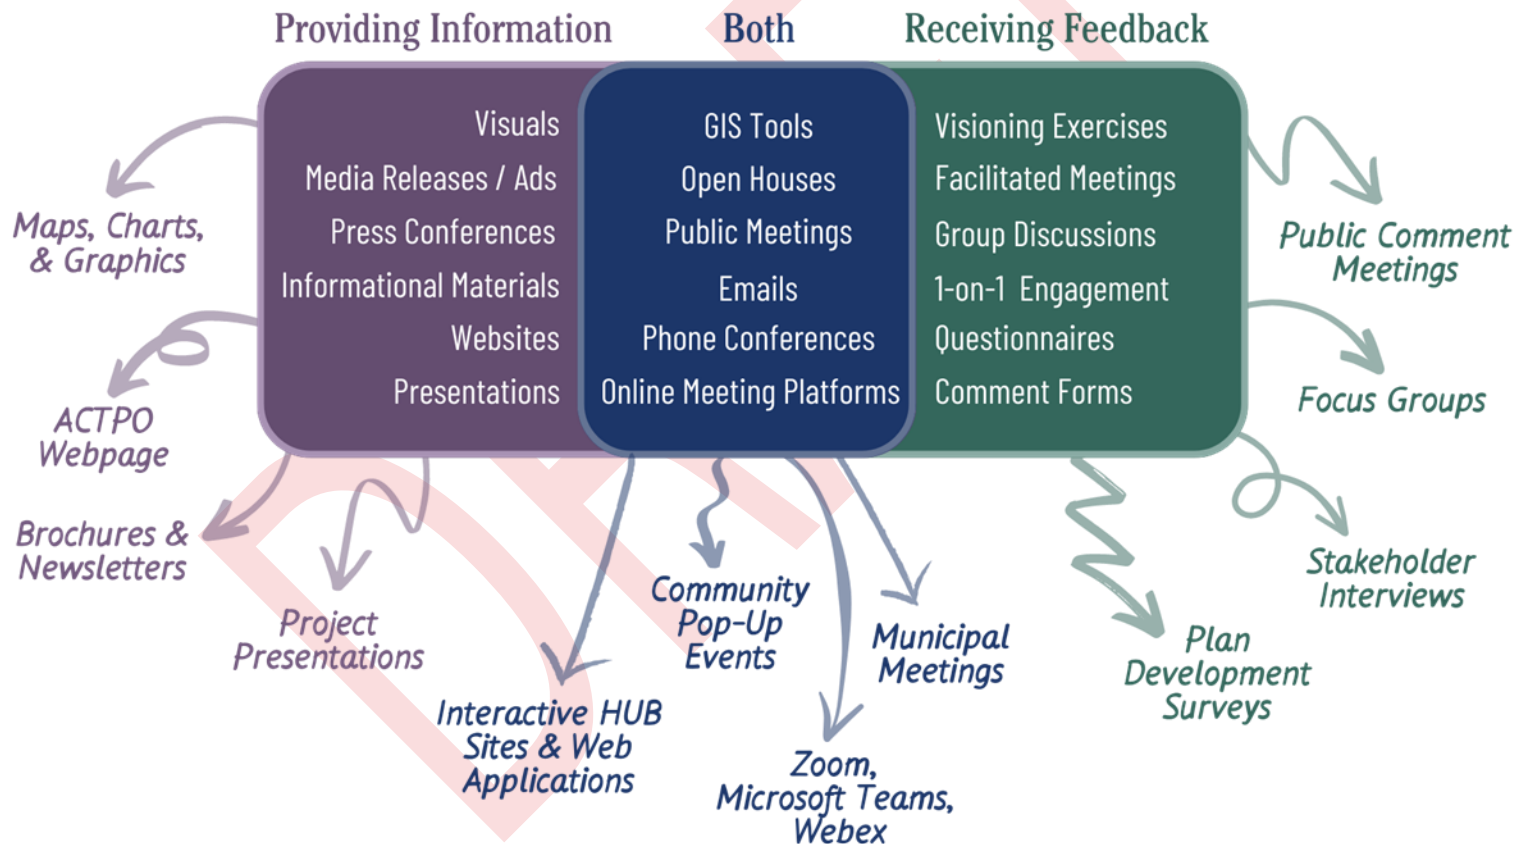 Providing Information
Both
Receiving Feedback
Visuals
Media Releases / Ads
Press Conferences
Informational Materials
Websites
Presentations
GIS Tools
Open Houses
Public Meetings
Emails
Phone Conferences
Online Meeting Platforms
Visioning Exercises
Facilitated Meetings
Group Discussions
1-on-1 Engagement
Questionnaires
Comment Forms
Maps, Charts,
& Graphics
ACTPO
Webpage
Brochures &
Newsletters
Project
Presentations
Interactive HUB
Sites & Web
Applications
Community
Pop-Up
Events
Zoom,
Microsoft Teams,
Webex
Municipal
Meetings
Plan
Development
Surveys
Stakeholder
Interviews
Focus Groups
Public Comment
Meetings